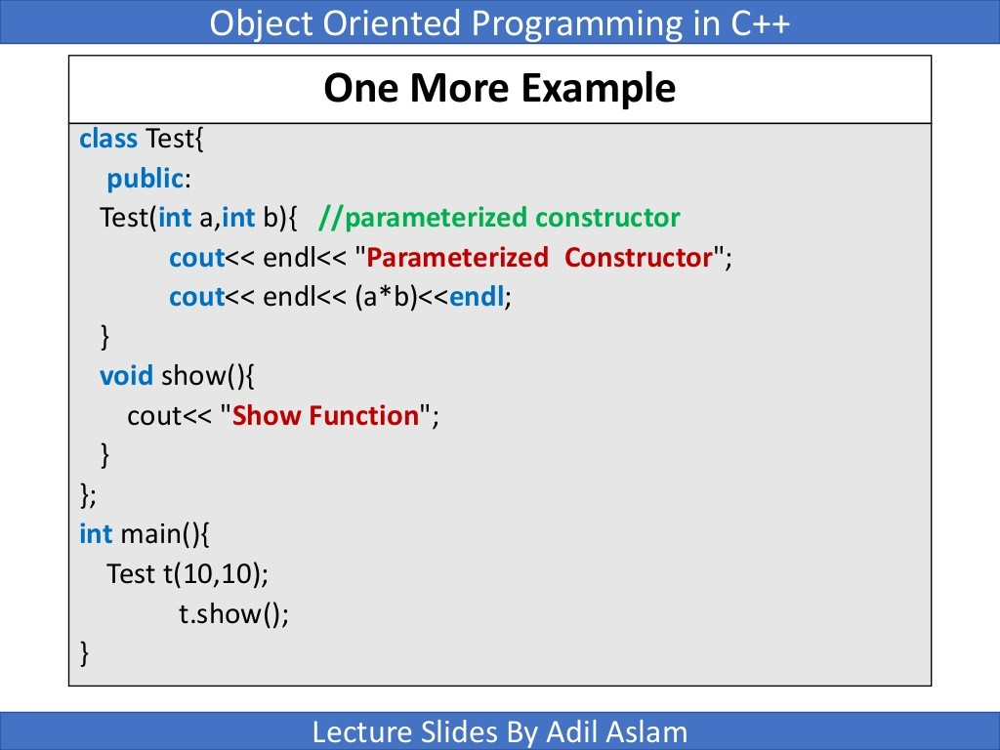 Object Oriented Programming in C++
One More Example
class Test{
public:
Test(int a,int b){ //parameterized constructor
cout<< endl<< "Parameterized  Constructor";
cout<< endl<< (a*b)<<endl;
}
void show(){
cout<< "Show Function";
}
};
int main(){
Test t(10,10);
t.show();
}
Lecture Slides By Adil Aslam